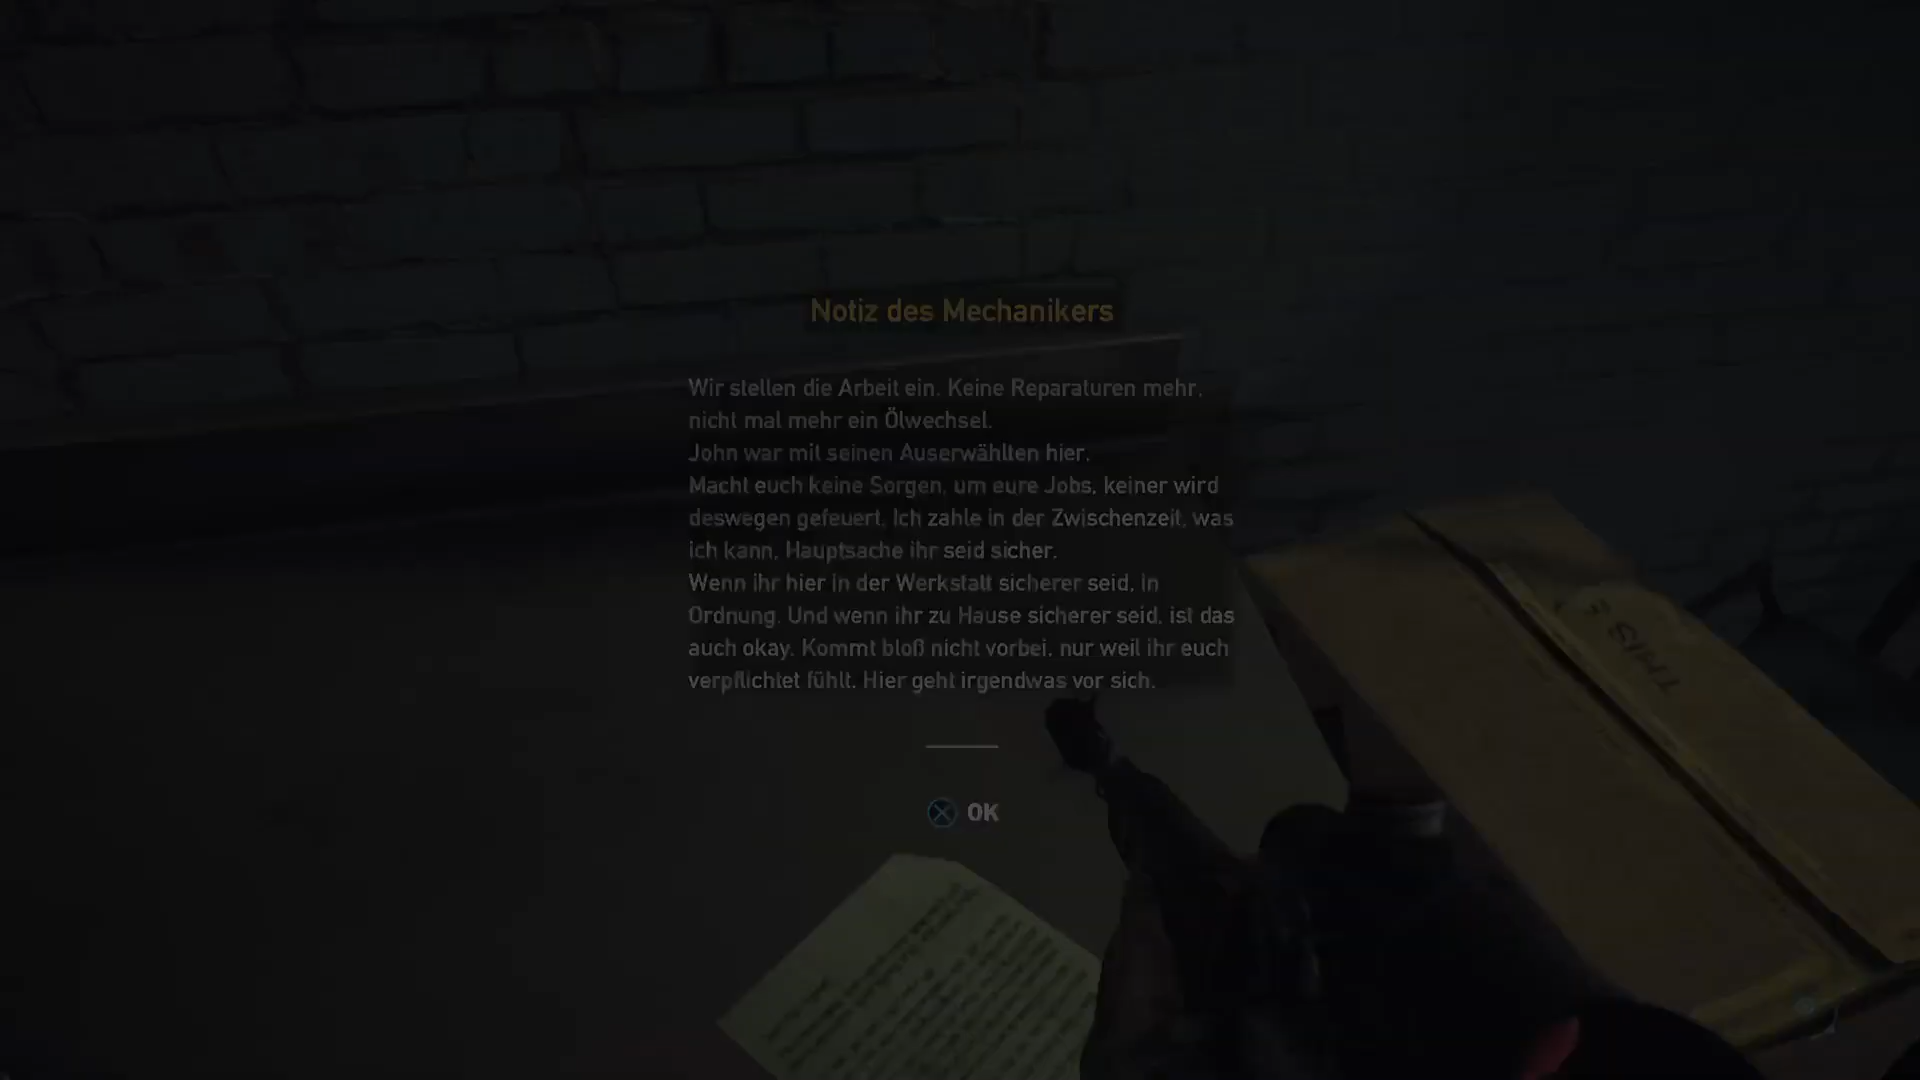 Notiz des Mechanikers
Wir stellen die Arbeit ein. Keine Reparaturen mehr,
nicht mal mehr ein Ölwechsel.
John war mit seinen Auserwählten hier.
Macht euch keine Sorgen, um eure Jobs, keiner wird
deswegen gefeuert. Ich zahle in der Zwischenzeit, was
ich kann. Hauptsache ihr seid sicher.
Wenn ihr hier in der Werkstatt sicherer seid, in
Ordnung. Und wenn ihr zu Hause sicherer seid, ist das
auch okay. Kommt bloß nicht vorbei, nur weil ihr euch
verpflichtet fühlt. Hier geht irgendwas vor sich.
OK
THIS